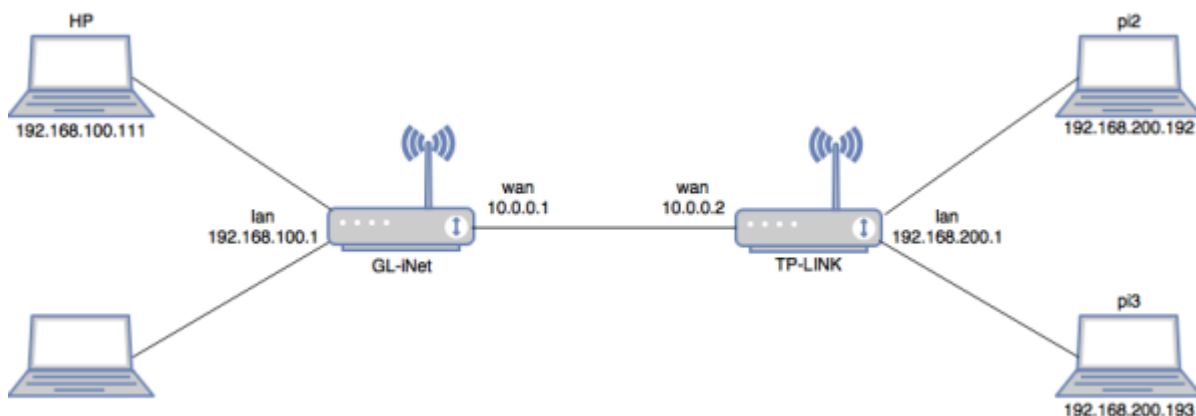 HP
192.168.100.111
lan
192.168.100.1
GL-iNet
wan
10.0.0.1
wan
10.0.0.2
TP-LINK
lan
192.168.200.1
pi2
192.168.200.192
pi3
192.168.200.193